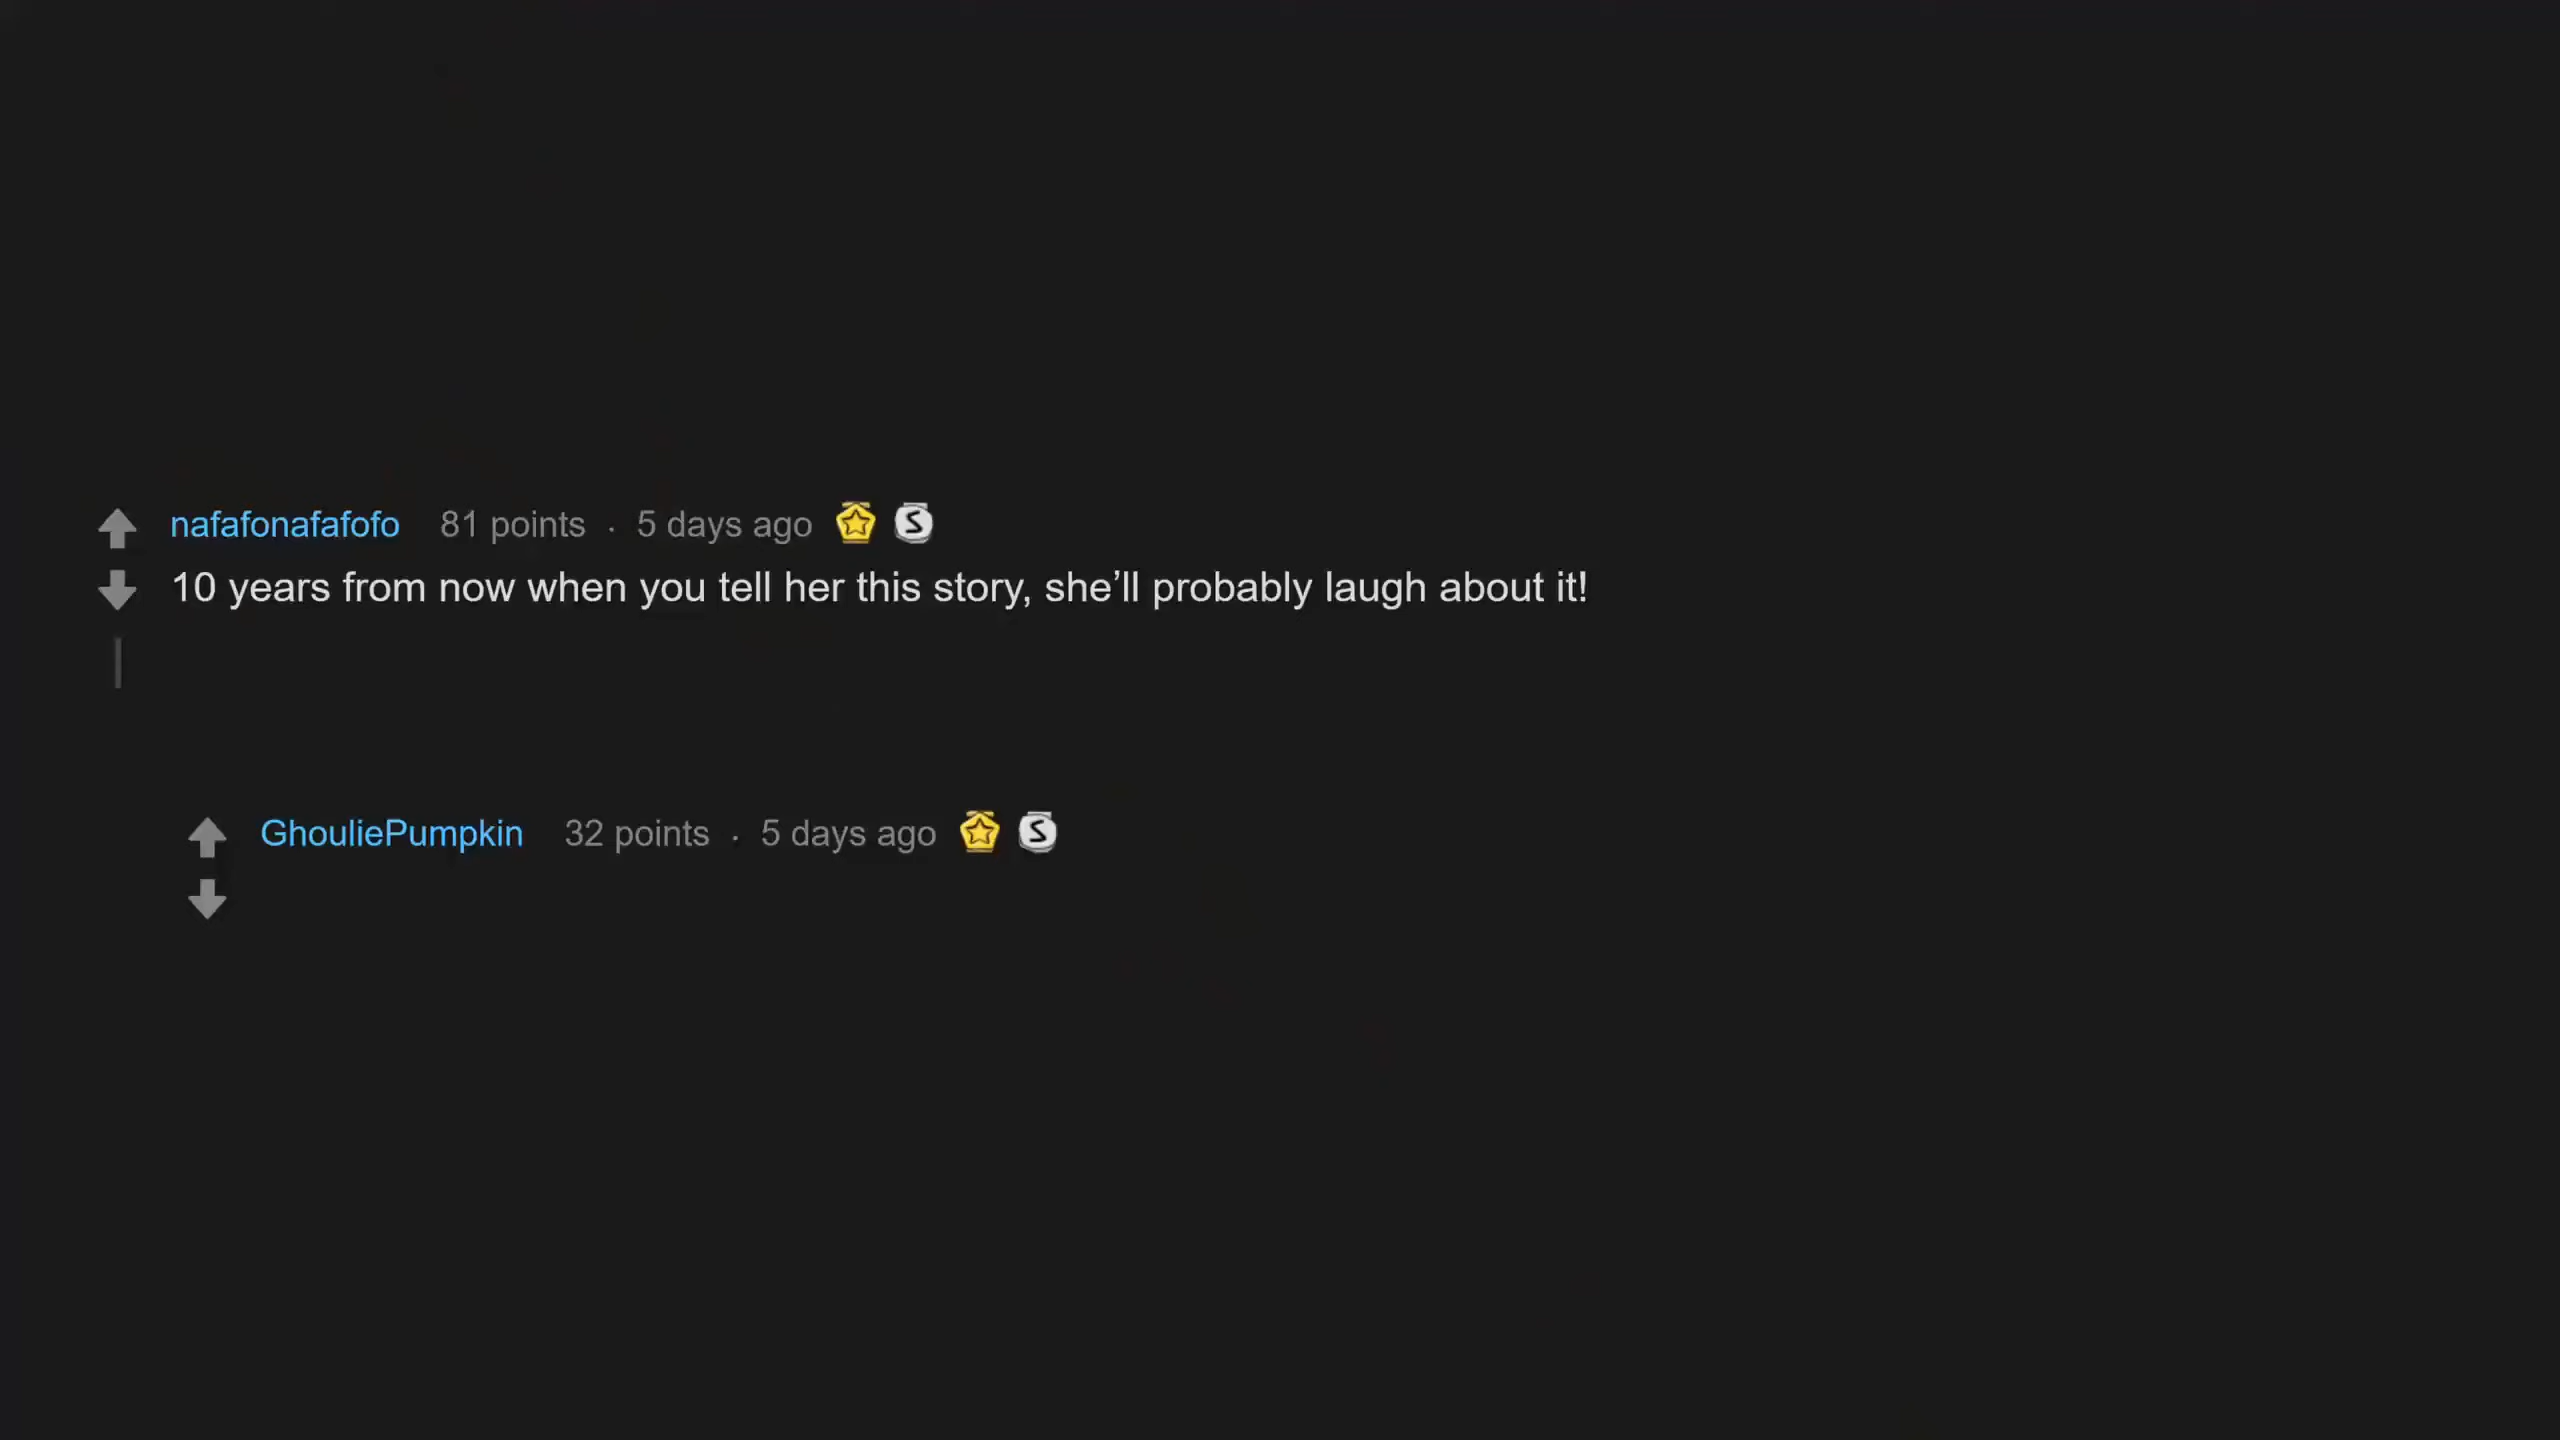 nafafonafafofo 81 points . 5 days ago S
10 years from now when you tell her this story, she’ll probably laugh about it!
GhouliePumpkin 32 points . 5 days ago S